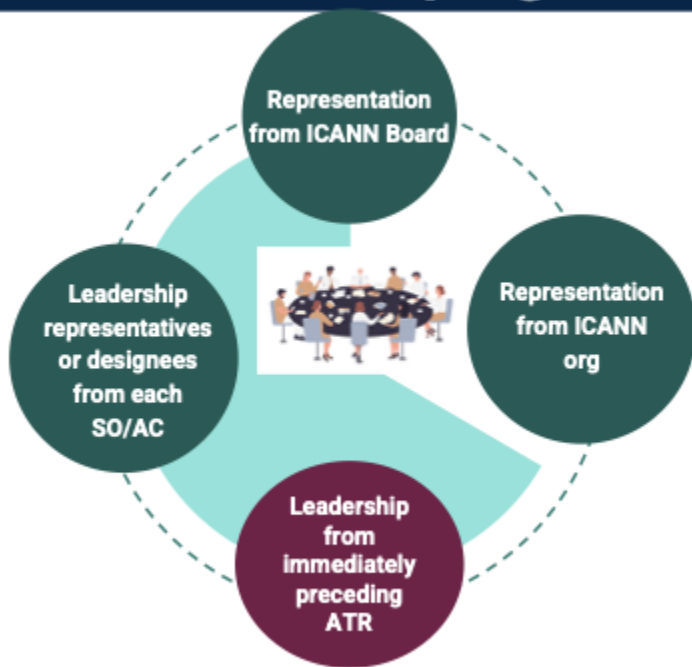 Representation
from ICANN Board
Leadership
representatives
or designees
from each
SO/AC
Representation
from ICANN
org
Leadership
from
immediately
preceding
ATR